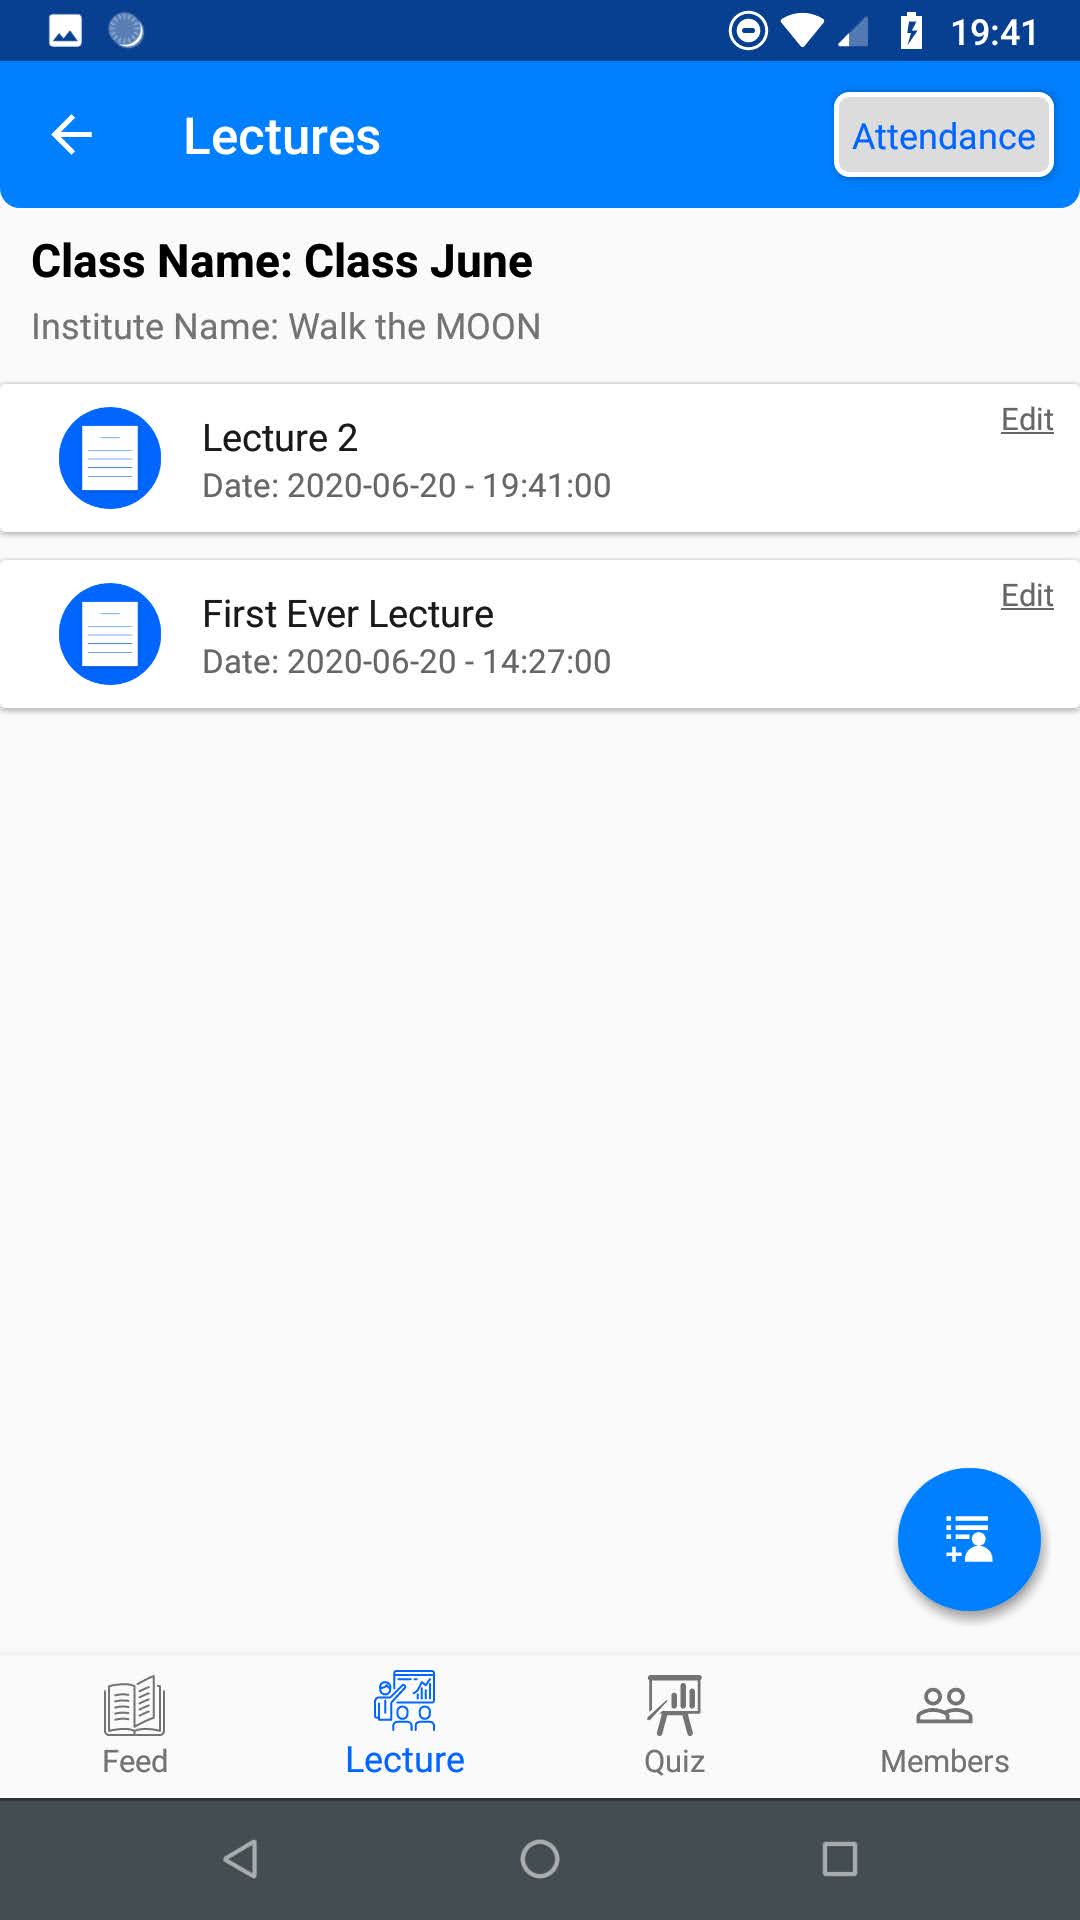 19:41
Lectures
Attendance
Class Name: Class June
Institute Name: Walk the MOON
Lecture 2
Edit
Date: 2020-06-20 - 19:41:00
First Ever Lecture
Edit
Date: 2020-06-20 - 14:27:00
Feed
Lecture
Quiz
Members